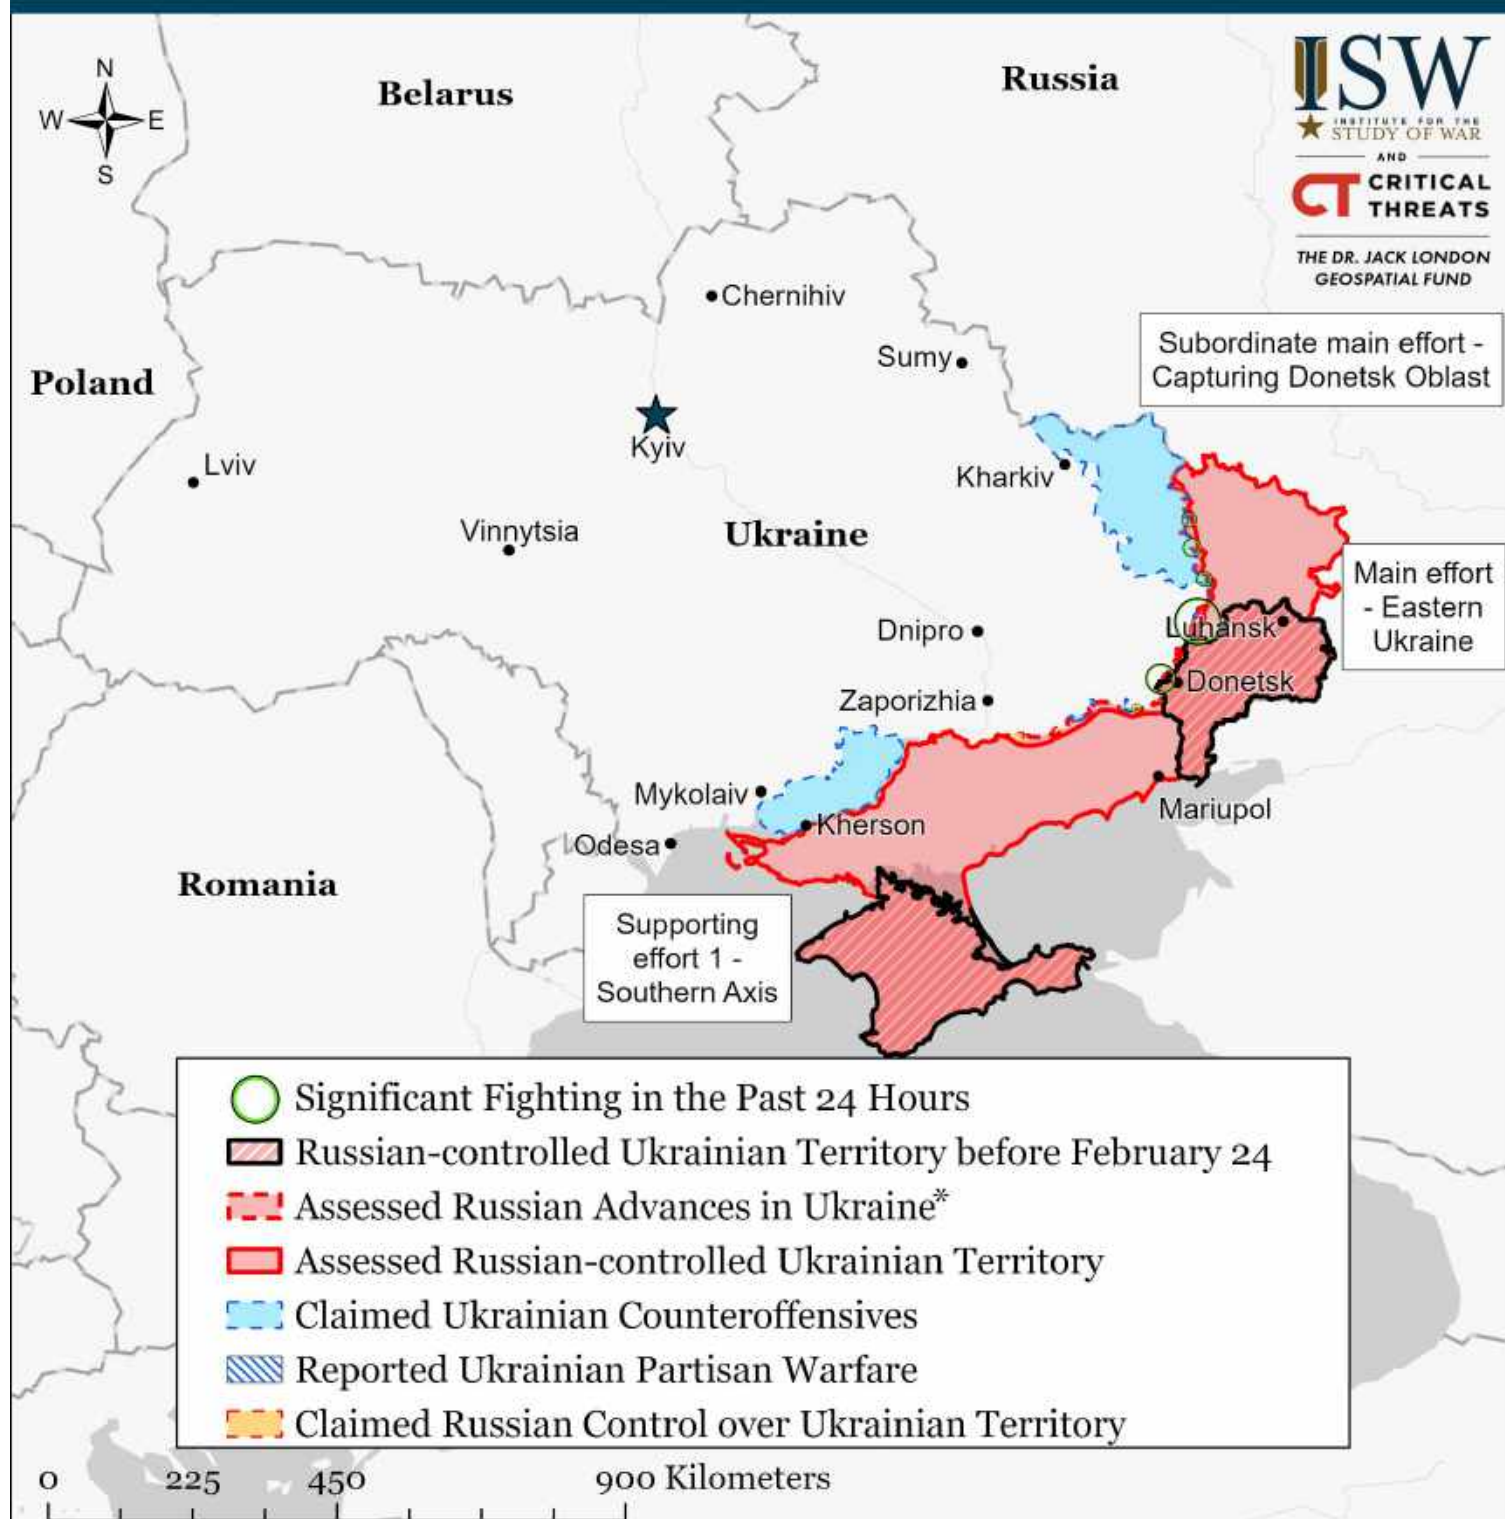 N
W E
S
Belarus
Russia
ISW
INSTITUTE FOR THE
STUDY OF WAR
AND
CT CRITICAL
THREATS
THE DR. JACK LONDON
GEOSPATIAL FUND
Chernihiv
Sumy
Subordinate main effort -
Capturing Donetsk Oblast
Poland
Kyiv
Lviv
Kharkiv
Vinnytsia
Ukraine
Main effort
- Eastern
Ukraine
Dnipro
Luhansk
Donetsk
Zaporizhia
Mykolaiv
Mariupol
Kherson
Odesa
Romania
Supporting
effort 1 -
Southern Axis
Significant Fighting in the Past 24 Hours
Russian-controlled Ukrainian Territory before February 24
Assessed Russian Advances in Ukraine*
Assessed Russian-controlled Ukrainian Territory
Claimed Ukrainian Counteroffensives
Reported Ukrainian Partisan Warfare
Claimed Russian Control over Ukrainian Territory
0 225 450 900 Kilometers